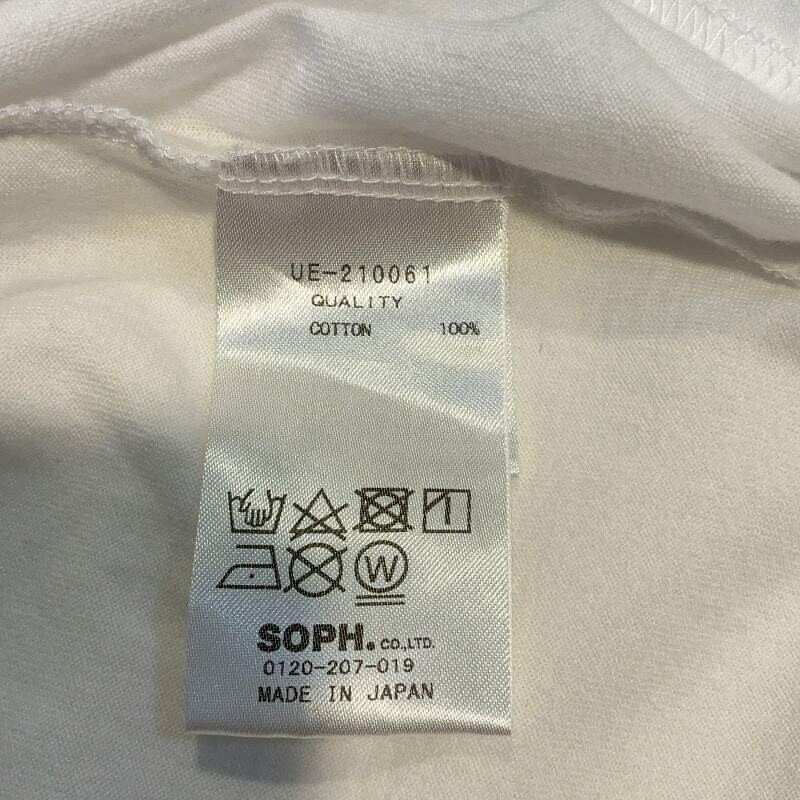 UE-210061
QUALITY
COTTON 100%
W
SOPH. CO.,LTD.
0120-207-019
MADE IN JAPAN